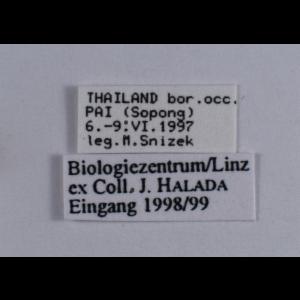 THAILAND bor.occ.
PAI (Sopong)
6.-9.VI.1997
leg.M.Snizek
Biologiezentrum/Linz
ex Coll. J. HALADA
Eingang 1998/99